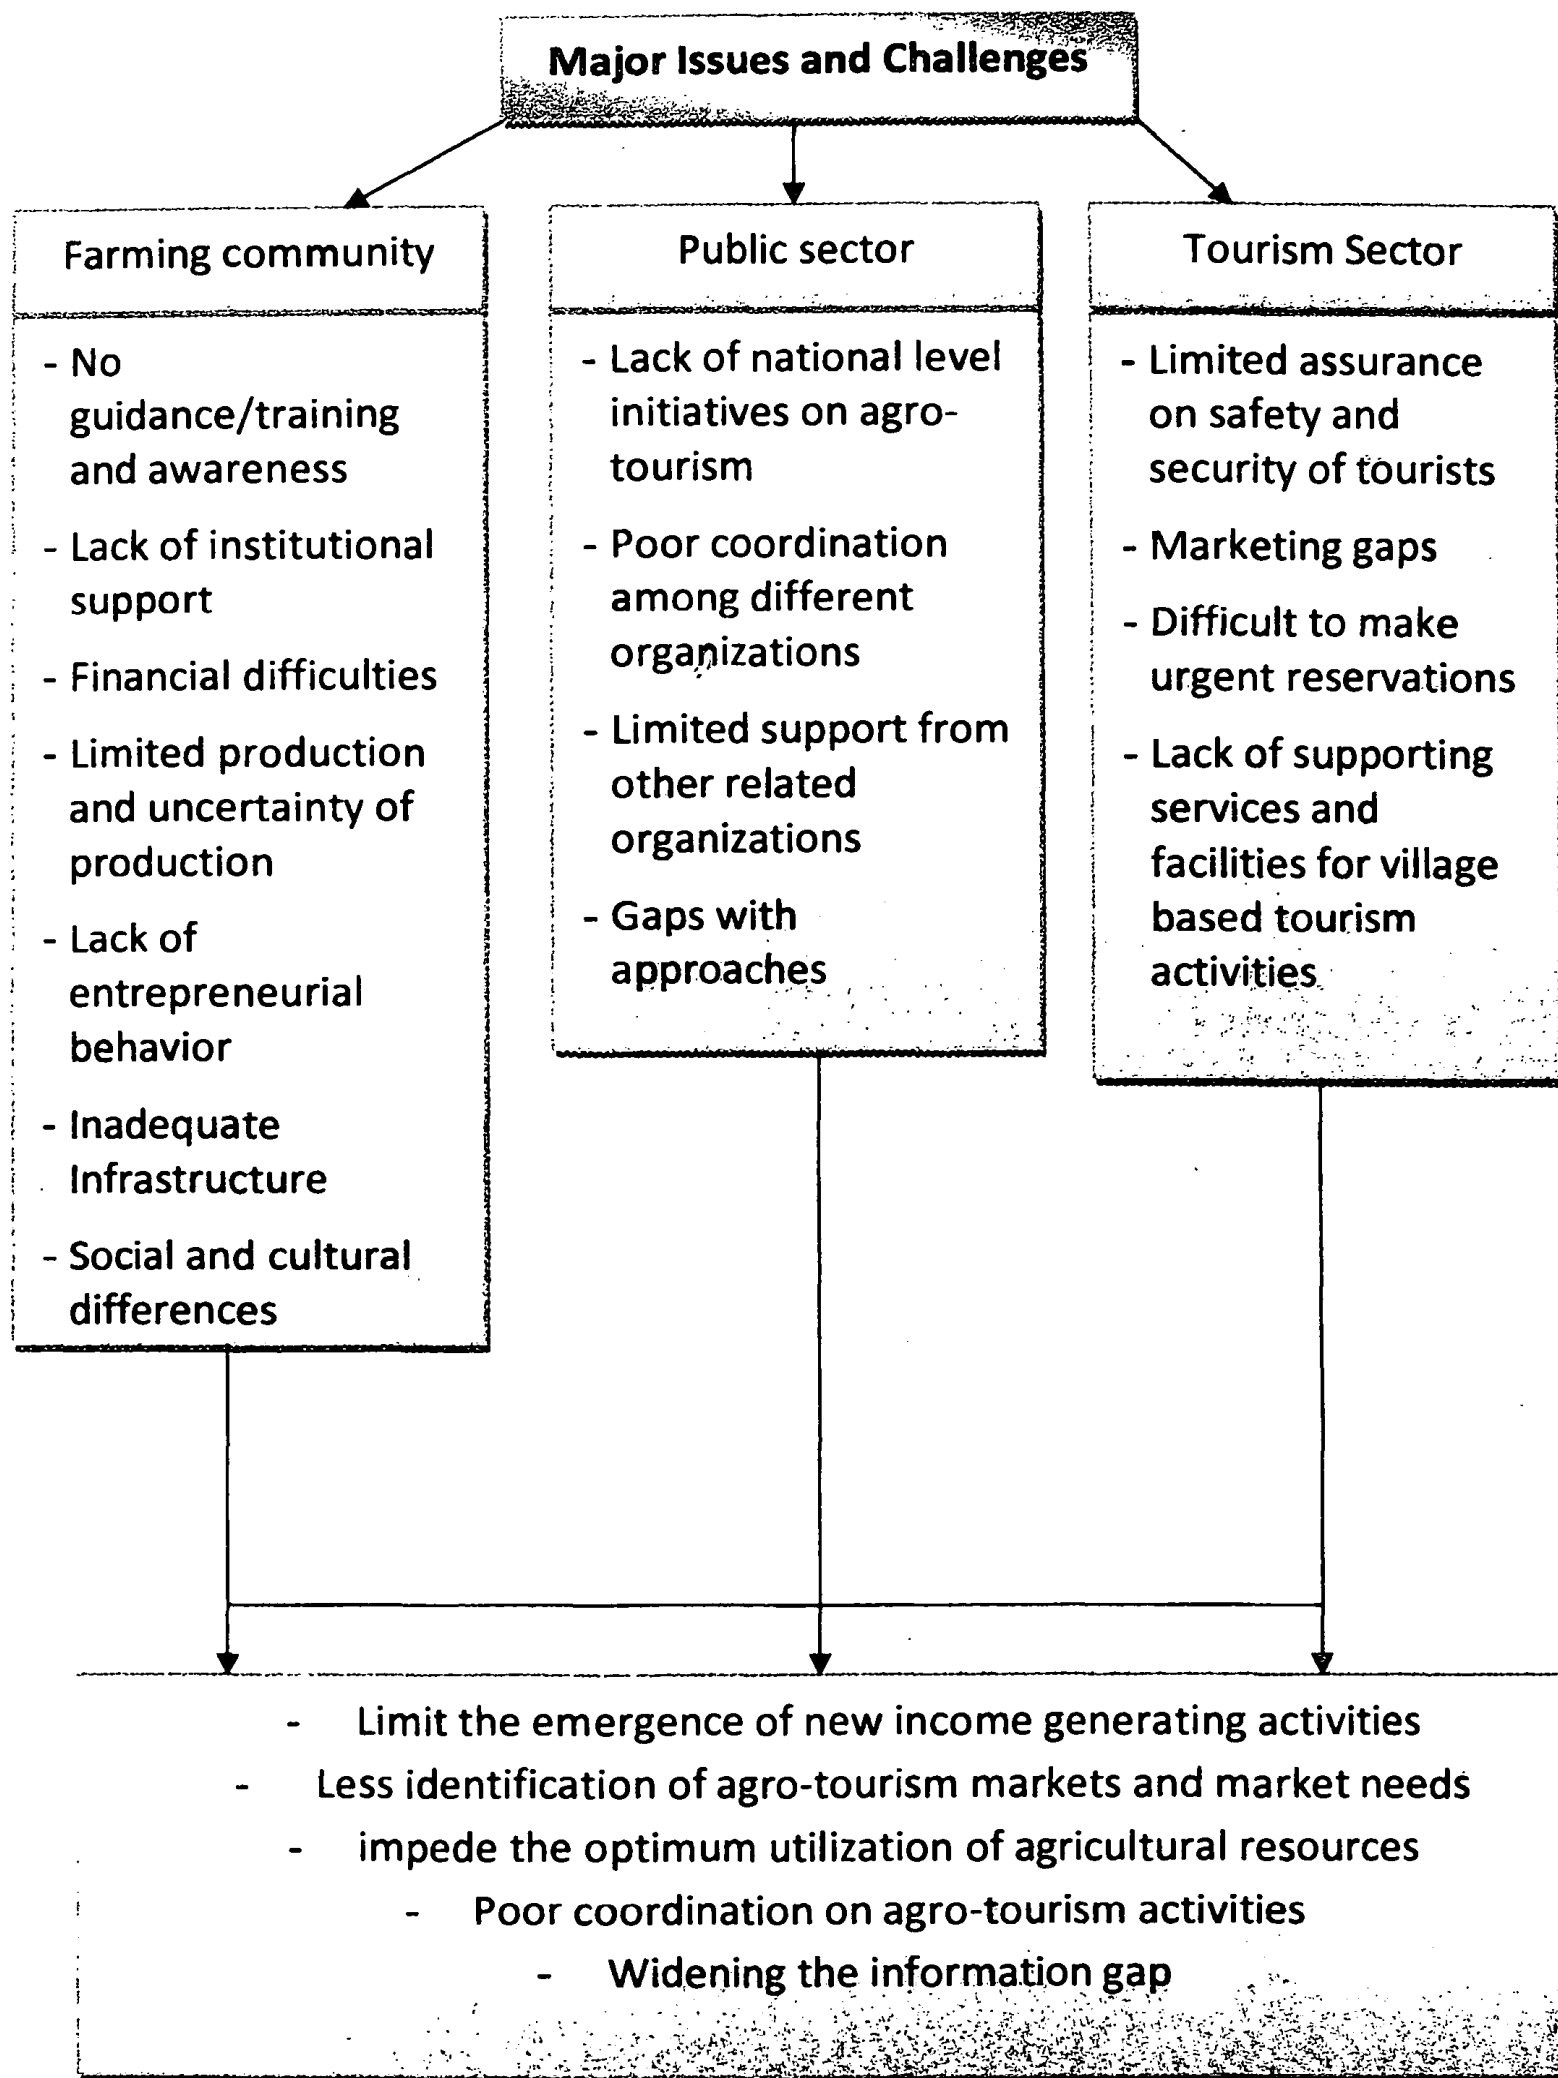 Major Issues and Challenges
Farming community
- No
guidance/training
and awareness
- Lack of institutional
support
- Financial difficulties
- Limited production
and uncertainty of
production
- Lack of
entrepreneurial
behavior
- Inadequate
Infrastructure
- Social and cultural
differences
Public sector
- Lack of national level
initiatives on agro-
tourism
- Poor coordination
among different
organizations
- Limited support from
other related
organizations
- Gaps with
approaches
Tourism Sector
- Limited assurance
on safety and
security of tourists
- Marketing gaps
- Difficult to make
urgent reservations
- Lack of supporting
services and
facilities for village
based tourism
activities
- Limit the emergence of new income generating activities
- Less identification of agro-tourism markets and market needs
- impede the optimum utilization of agricultural resources
- Poor coordination on agro-tourism activities
- Widening the information gap